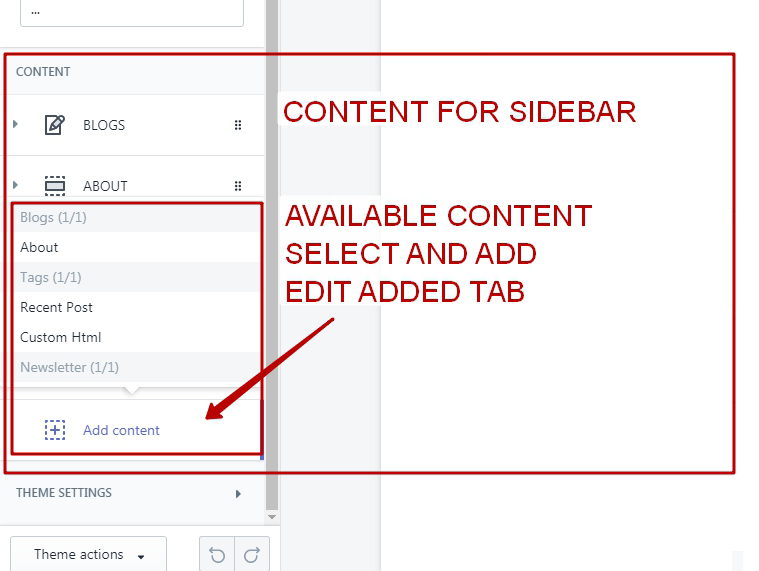 ...
CONTENT
BLOGS
CONTENT FOR SIDEBAR
ABOUT
Blogs (1/1)
About
Tags (1/1)
Recent Post
Custom Html
Newsletter (1/1)
AVAILABLE CONTENT
SELECT AND ADD
EDIT ADDED TAB
Add content
THEME SETTINGS
Theme actions